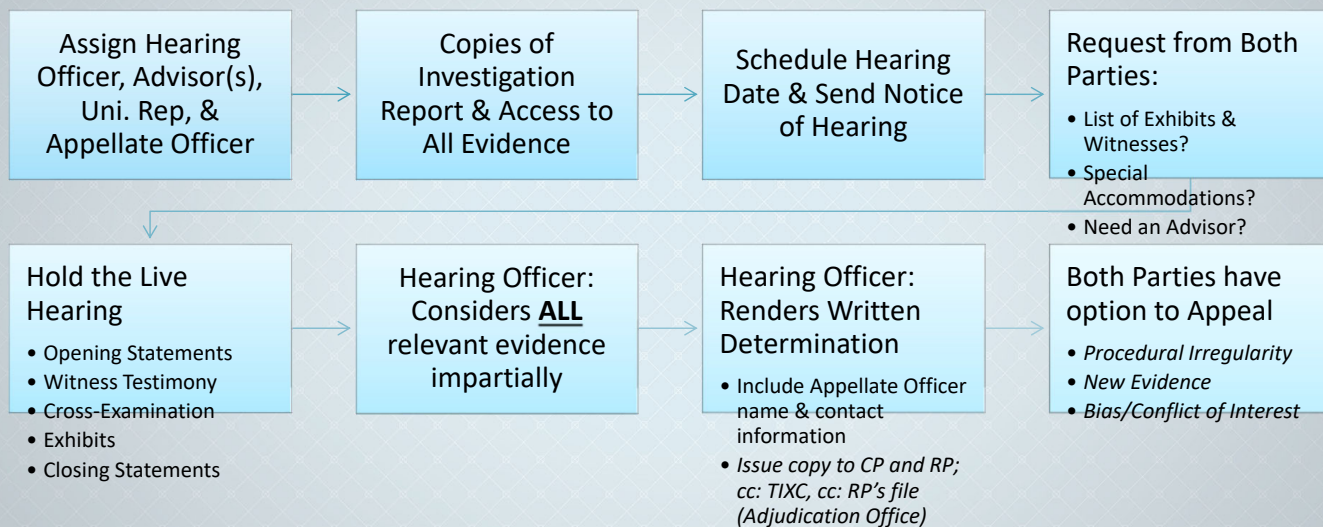 Assign Hearing
Officer, Advisor(s),
Uni. Rep, &
Appellate Officer
Copies of
Investigation
Report & Access to
All Evidence
Schedule Hearing
Date & Send Notice
of Hearing
Request from Both
Parties:
• List of Exhibits &
Witnesses?
• Special
Accommodations?
• Need an Advisor?
Hold the Live
Hearing
• Opening Statements
• Witness Testimony
• Cross-Examination
• Exhibits
• Closing Statements
Hearing Officer:
Considers ALL
relevant evidence
impartially
Hearing Officer:
Renders Written
Determination
• Include Appellate Officer
name & contact
information
• Issue copy to CP and RP;
cc: TIXC, cc: RP's file
(Adjudication Office)
Both Parties have
option to Appeal
• Procedural Irregularity
• New Evidence
• Bias/Conflict of Interest